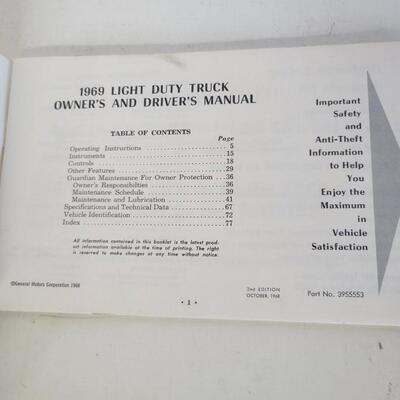 1969 LIGHT DUTY TRUCK
OWNER'S AND DRIVER'S MANUAL
TABLE OF CONTENTS
Page
Operating Instructions 5
Instruments 15
Controls 18
Other Features 29
Guardian Maintenance For Owner Protection 36
Owner's Responsibilties 36
Maintenance Schedule 39
Maintenance and Lubrication 41
Specifications and Technical Data 67
Vehicle Identification 72
Index 77
All information contained in this booklet is the latest prod-
uct information available at the time of printing. The right
is reserved to make changes at any time without notice.
©General Motors Corporation 1968
• 1 •
2nd EDITION
OCTOBER, 1968
Part No. 3955553
Important
Safety
and
Anti-Theft
Information
to Help
You
Enjoy the
Maximum
in
Vehicle
Satisfaction